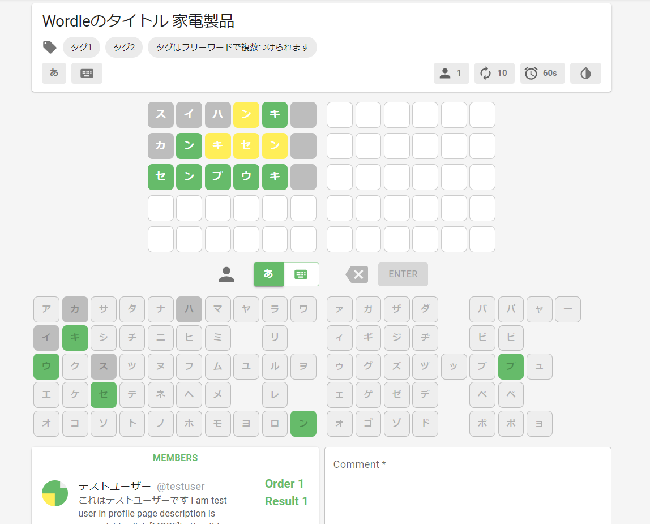 Wordleのタイトル 家電製品
タグ1 タグ2 タグはフリーワードで複数つけられます
あ 1 10 60s
スイハンキ
カンキセン
センプウキ
あ ENTER
ア カ サ タ ナ ハ マ ヤ ラ ワ ァ ガ ザ ダ バ パ ャ ー
イ キ シ チ ニ ヒ ミ リ ィ ギ ジ ヂ ビ ピ
ウ ク ス ツ ヌ フ ム ユ ル ヲ ゥ グ ズ ヅ ッ ブ プ ュ
エ ケ セ テ ネ ヘ メ レ ェ ゲ ゼ デ ベ ペ
オ コ ソ ト ノ ホ モ ヨ ロ ン ォ ゴ ゾ ド ボ ポ ョ
MEMBERS
テストユーザー @testuser
これはテストユーザーです I am test
user in profile page description is
Order 1
Result 1
Comment *